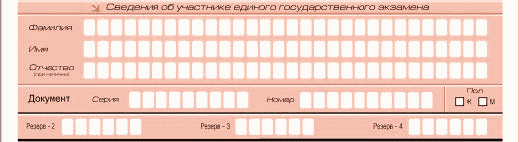 Сведения об участнике единого государственного экзамена
Фамилия
Имя
Отчество
(при наличии)
Документ Серия Номер Пол
Ж М
Резерв - 2 Резерв - 3 Резерв - 4